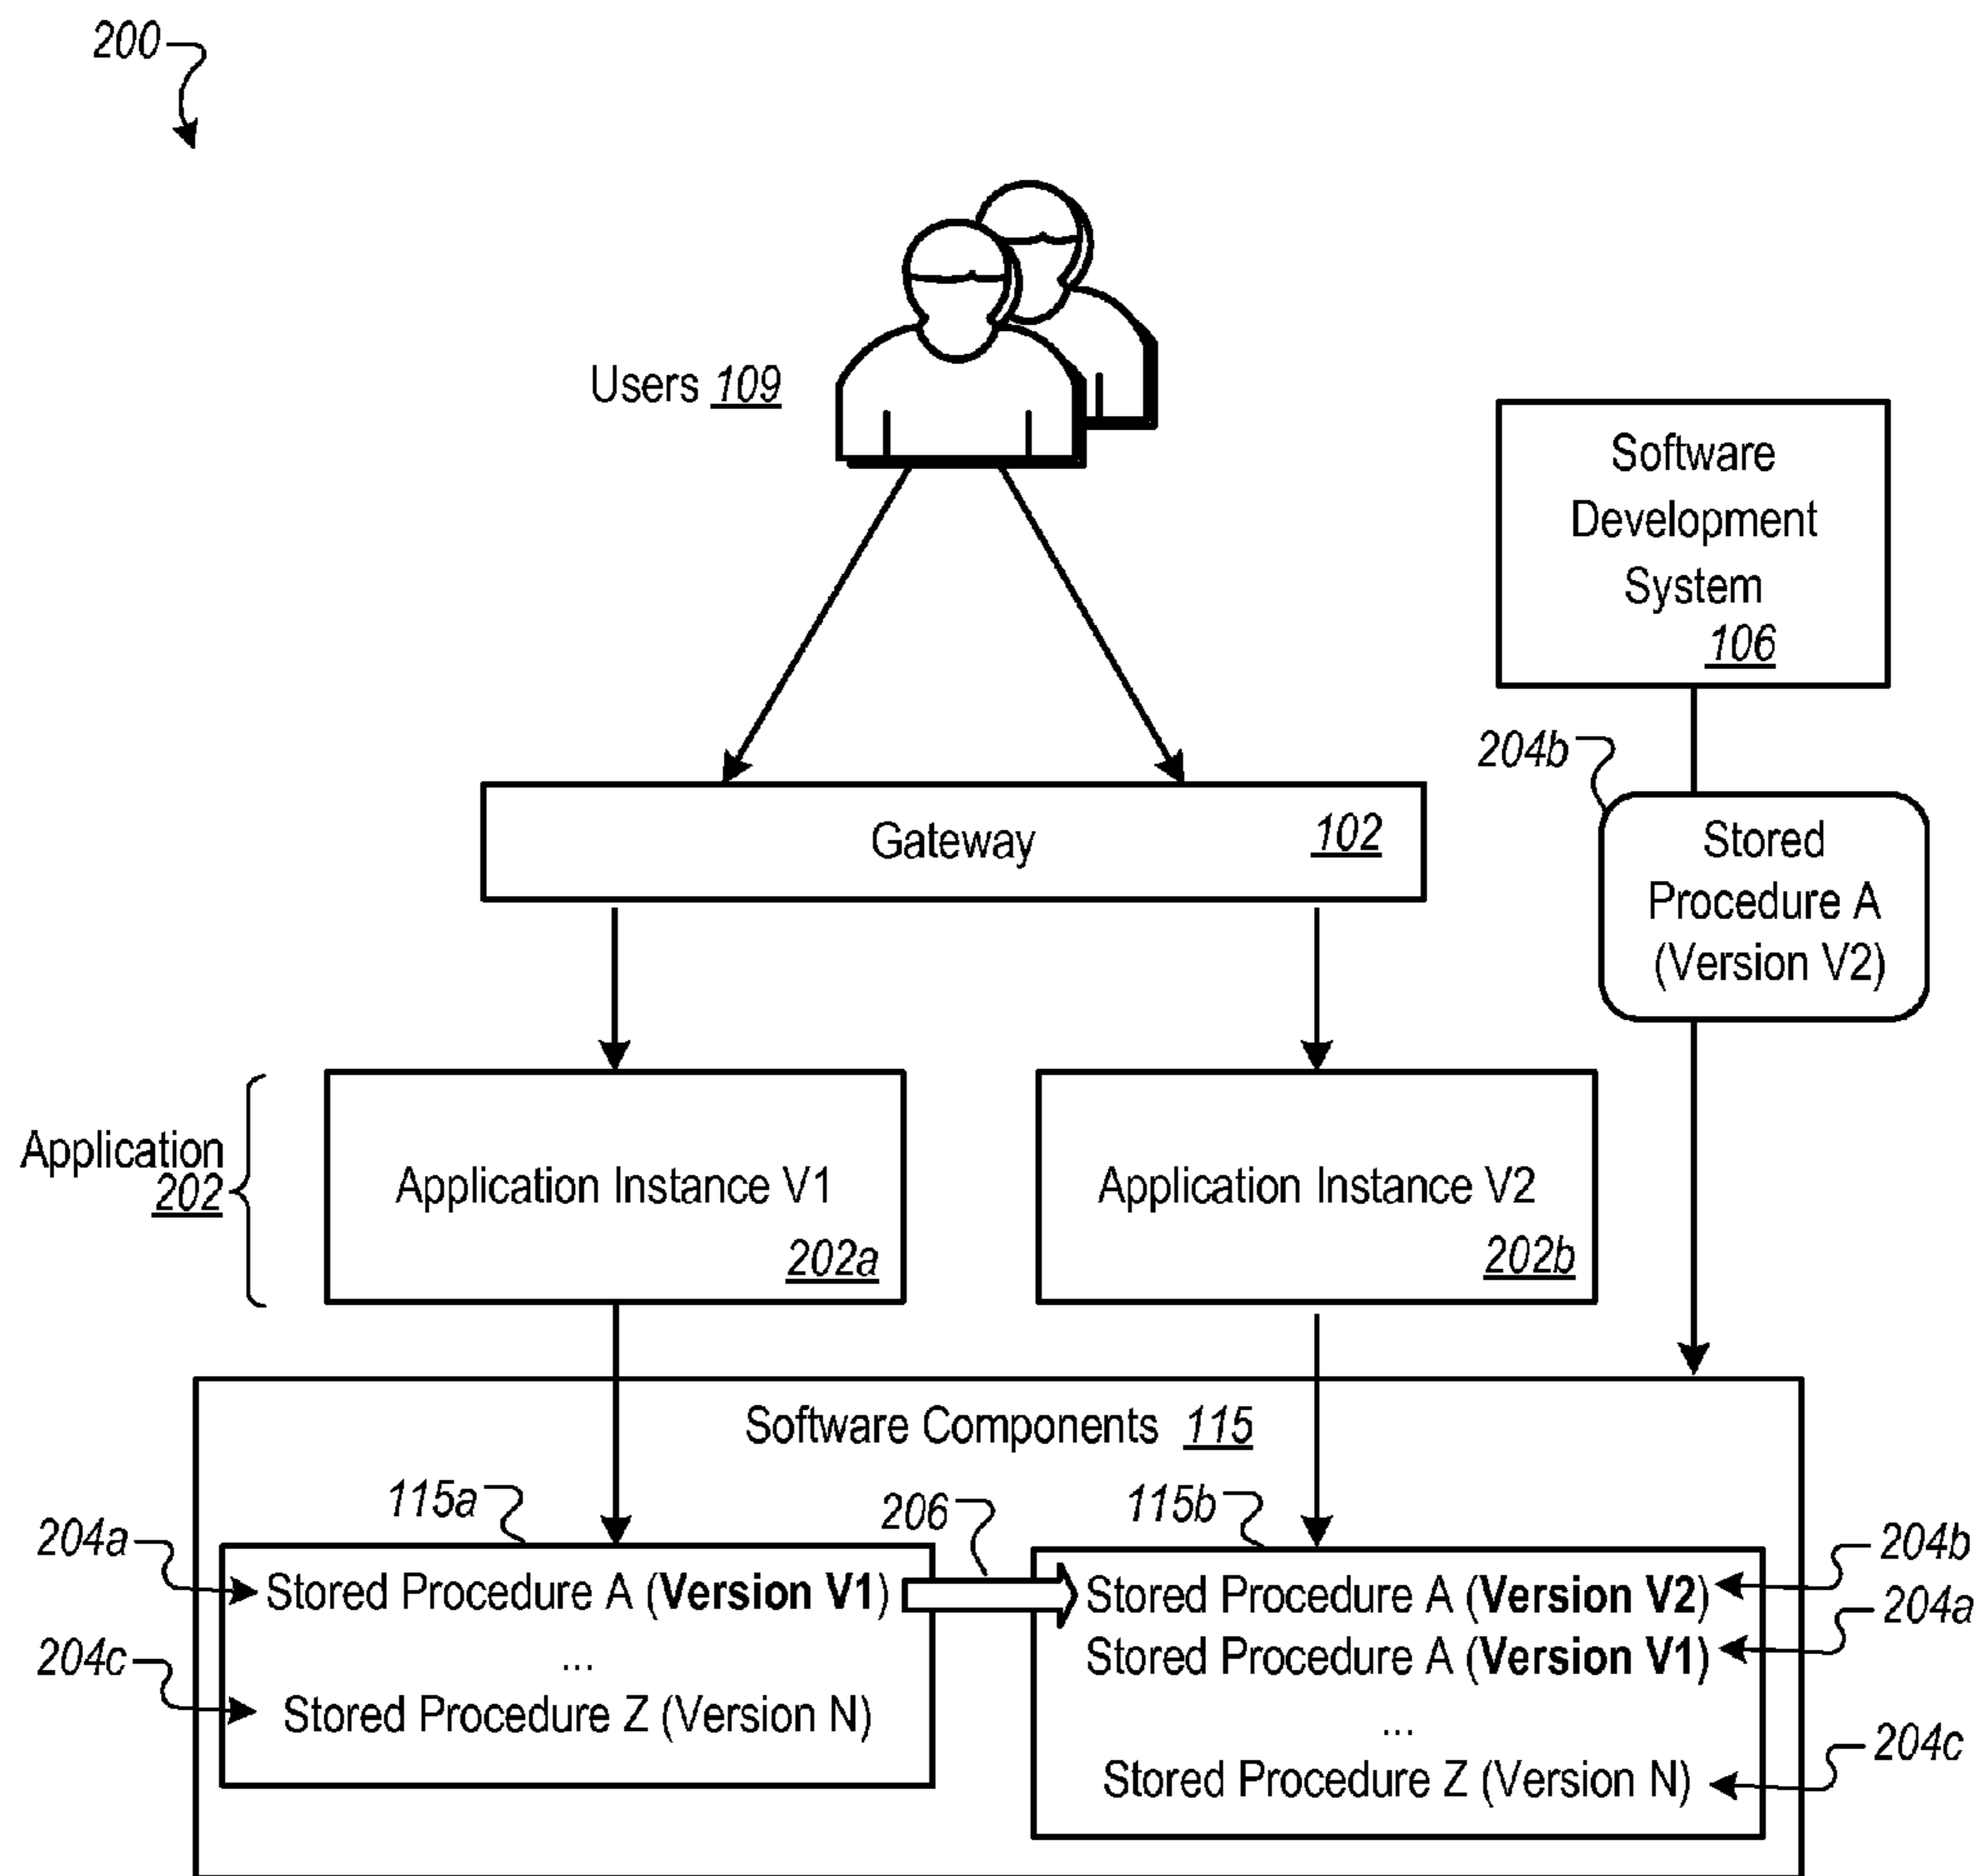 200
Users 109
Software
Development
System
106
204b
Stored
Procedure A
(Version V2)
Gateway 102
Application
202
Application Instance V1
202a
Application Instance V2
202b
Software Components 115
115a
206
115b
204a
Stored Procedure A (Version V1)
...
204c
Stored Procedure Z (Version N)
Stored Procedure A (Version V2)
204b
Stored Procedure A (Version V1)
204a
...
Stored Procedure Z (Version N)
204c